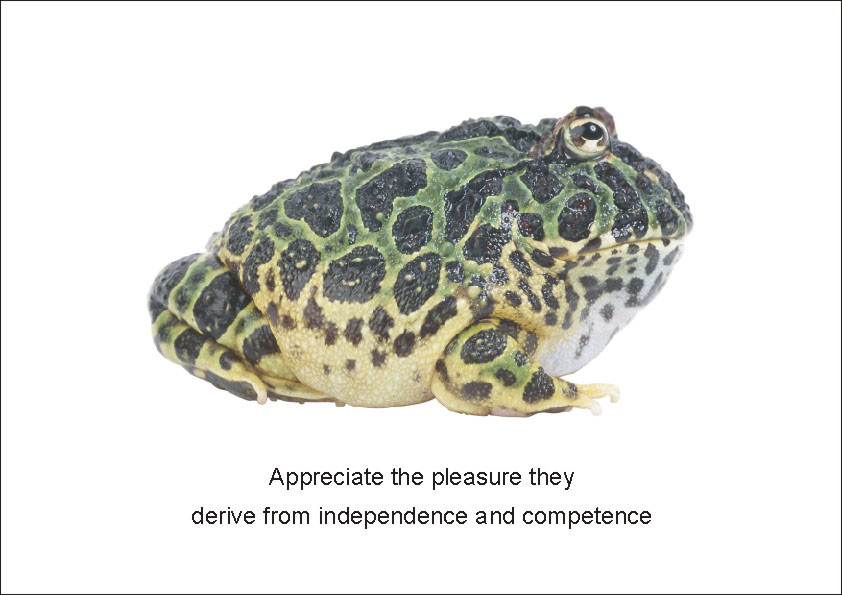 Appreciate the pleasure they
derive from independence and competence